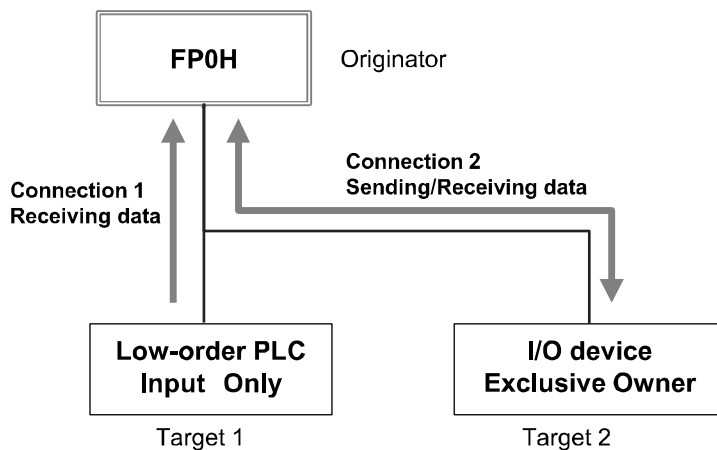 FP0H
Originator
Connection 1
Receiving data
Connection 2
Sending/Receiving data
Low-order PLC
Input Only
Target 1
I/O device
Exclusive Owner
Target 2